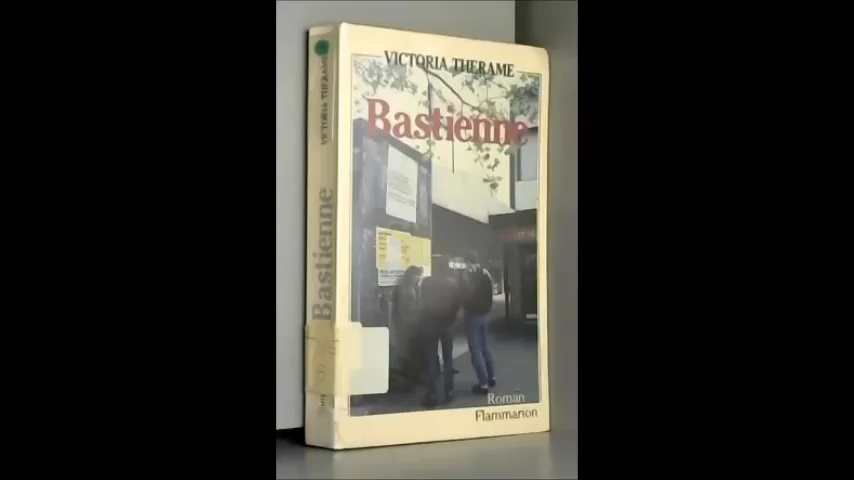 VICTORIA THERAME
Bastienne
Roman
Flammarion
VICTORIA THERAME
Bastienne